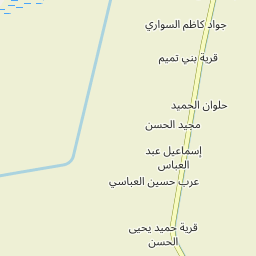 جواد كاظم السواري
قرية بني تميم
حلوان الحميد
مجيد الحسن
إسماعيل عبد
العباس
عرب حسين العباسي
قرية حميد يحيى
الحسن